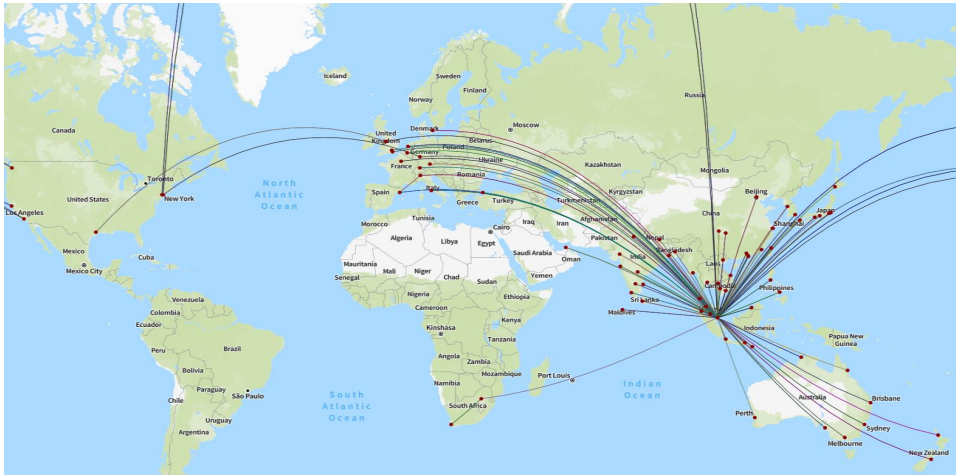 Iceland
Sweden
Finland
Norway
Russia
Moscow
Canada
United
Kingdom
Denmark
Belarus
Poland
Germany
Ukraine
Kazakhstan
Mongolia
France
Romania
Toronto
North
Atlantic
Ocean
Spain
Italy
Greece
Turkey
Turkmenistan
Kyrgyzstan
Beijing
United States
New York
Los Angeles
Tunisia
Morocco
Iraq
Iran
Afghanistan
China
Shanghai
Japan
Cairo
Pakistan
Nepal
Algeria
Libya
Egypt
Saudi Arabia
India
Bangladesh
Mexico
Mexico City
Cuba
Mauritania
Mali
Niger
Chad
Sudan
Oman
Yemen
Laos
Senegal
Nigeria
Ethiopia
Cambodia
Philippines
Sri Lanka
Maldives
Venezuela
Colombia
Cameroon
Ecuador
Kinshasa
Kenya
Tanzania
Indonesia
Papua New
Guinea
Peru
Brazil
Angola
Zambia
Bolivia
Mozambique
Port Louis
Namibia
Indian
Ocean
Paraguay
Chile
São Paulo
South
Atlantic
Ocean
South Africa
Australia
Brisbane
Perth
Uruguay
Argentina
Sydney
Melbourne
New Zealand